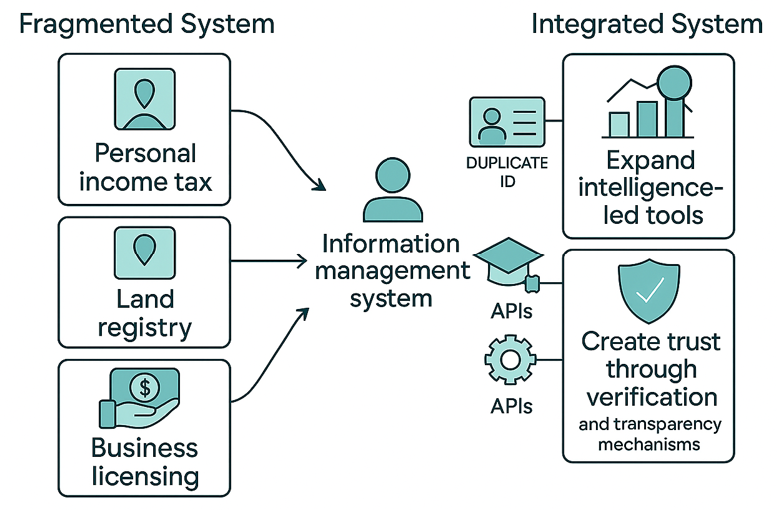 Fragmented System
Integrated System
Personal
income tax
Land
registry
$
Business
licensing
Information
management
system
DUPLICATE
ID
APIs
APIs
Expand
intelligence-
led tools
Create trust
through
verification
and transparency
mechanisms